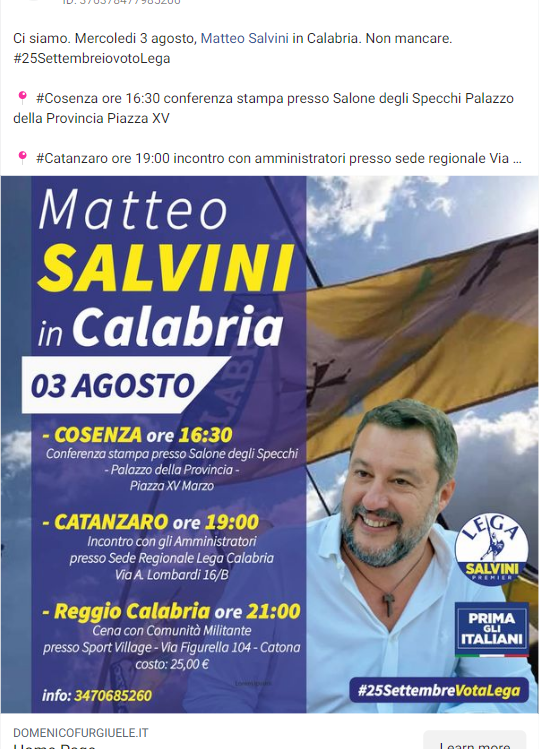 Ci siamo. Mercoledi 3 agosto, Matteo Salvini in Calabria. Non mancare.
#25SettembreiovotoLega
#Cosenza ore 16:30 conferenza stampa presso Salone degli Specchi Palazzo
della Provincia Piazza XV
#Catanzaro ore 19:00 incontro con amministratori presso sede regionale Via ...
Matteo
SALVINI
in Calabria
03 AGOSTO
- COSENZA ore 16:30
Conferenza stampa presso Salone degli Specchi
- Palazzo della Provincia -
Piazza XV Marzo
- CATANZARO ore 19:00
Incontro con gli Amministratori
presso Sede Regionale Lega Calabria
Via A. Lombardi 16/B
- Reggio Calabria ore 21:00
Cena con Comunità Militante
presso Sport Village - Via Figurella 104 - Catona
costo: 25,00 €
info: 3470685260
LEGA
SALVINI
PREMIER
PRIMA
GLI
ITALIANI
#25SettembreVotaLega
DOMENICOFURGIUELE.IT